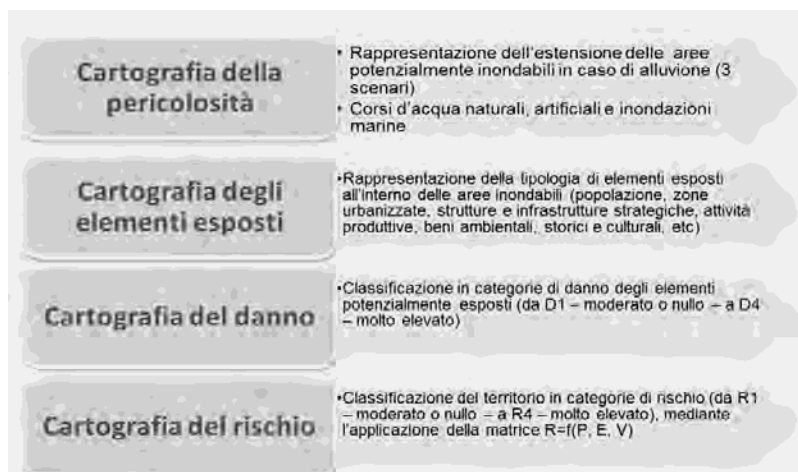 Cartografia della
pericolosità
• Rappresentazione dell'estensione delle aree
potenzialmente inondabili in caso di alluvione (3
scenari)
• Corsi d'acqua naturali, artificiali e inondazioni
marine
Cartografia degli
elementi esposti
•Rappresentazione della tipologia di elementi esposti
all'interno delle aree inondabili (popolazione, zone
urbanizzate, strutture e infrastrutture strategiche, attività
produttive, beni ambientali, storici e culturali, etc)
Cartografia del danno
•Classificazione in categorie di danno degli elementi
potenzialmente esposti (da D1 – moderato o nullo – a D4
– molto elevato)
Cartografia del rischio
•Classificazione del territorio in categorie di rischio (da R1
– moderato o nullo – a R4 – molto elevato), mediante
l'applicazione della matrice R=f(P, E, V)